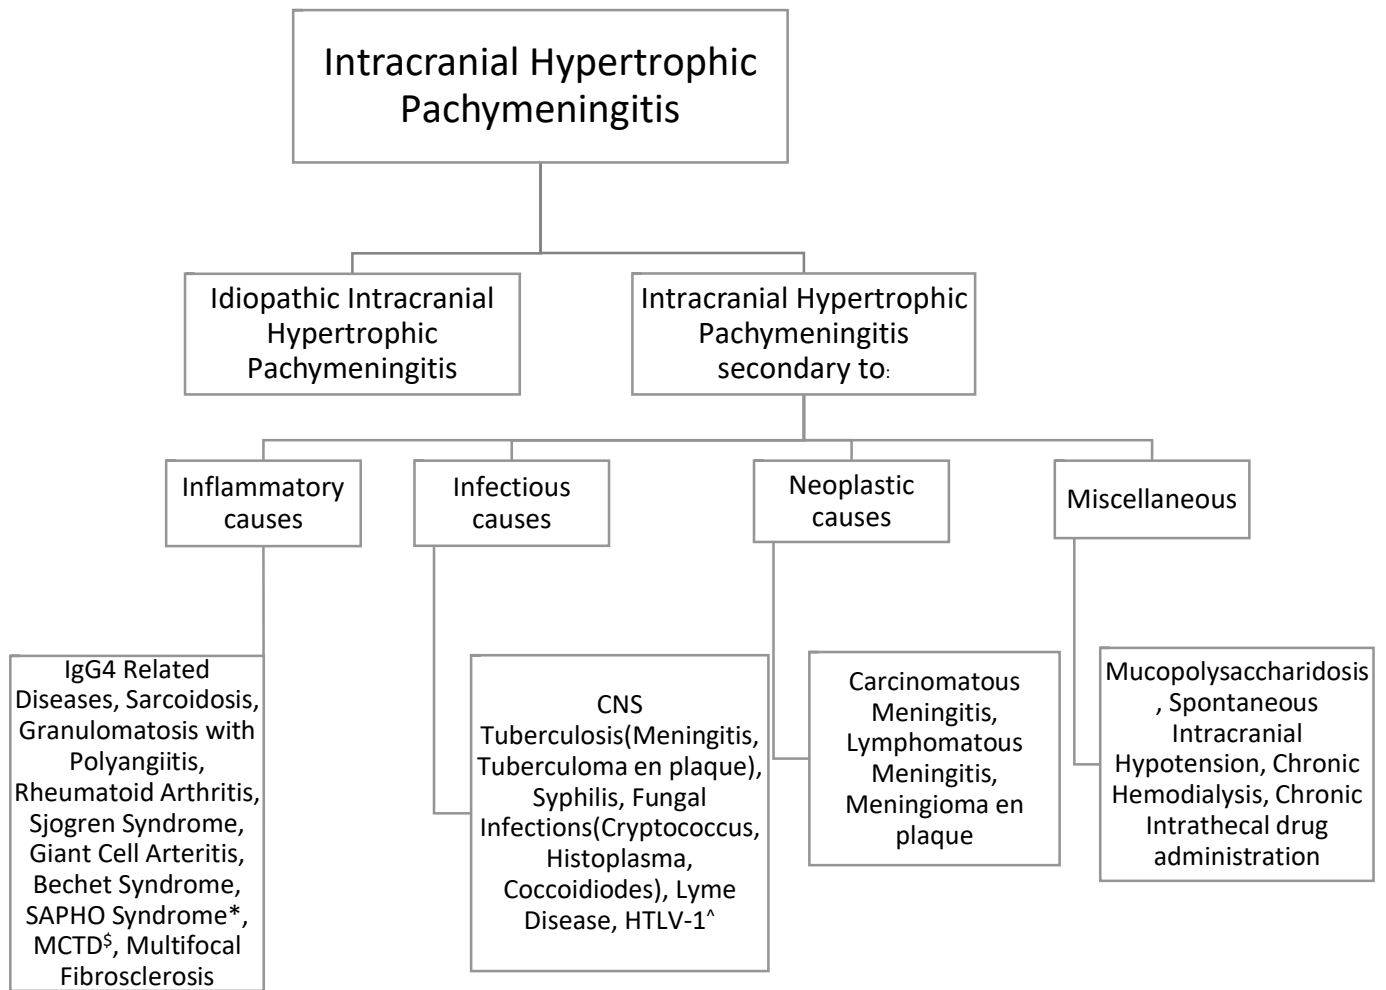 Intracranial Hypertrophic
Pachymeningitis
Idiopathic Intracranial
Hypertrophic
Pachymeningitis
Intracranial Hypertrophic
Pachymeningitis
secondary to:
Inflammatory
causes
Infectious
causes
Neoplastic
causes
Miscellaneous
IgG4 Related
Diseases, Sarcoidosis,
Granulomatosis with
Polyangiitis,
Rheumatoid Arthritis,
Sjogren Syndrome,
Giant Cell Arteritis,
Bechet Syndrome,
SAPHO Syndrome*,
MCTD$, Multifocal
Fibrosclerosis
CNS
Tuberculosis(Meningitis,
Tuberculoma en plaque),
Syphilis, Fungal
Infections(Cryptococcus,
Histoplasma,
Coccoidiodes), Lyme
Disease, HTLV-1^
Carcinomatous
Meningitis,
Lymphomatous
Meningitis,
Meningioma en
plaque
Mucopolysaccharidosis
, Spontaneous
Intracranial
Hypotension, Chronic
Hemodialysis, Chronic
Intrathecal drug
administration